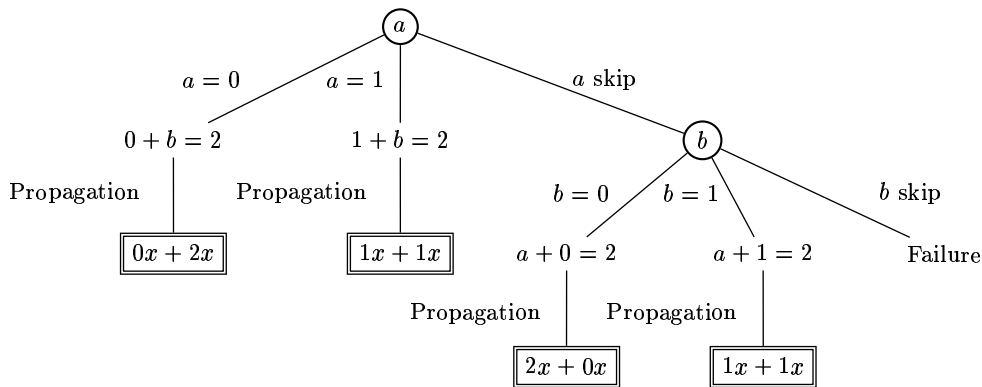 a
a = 0
a = 1
a skip
0 + b = 2
1 + b = 2
b
Propagation
Propagation
b = 0
b = 1
b skip
0x + 2x
1x + 1x
a + 0 = 2
a + 1 = 2
Failure
Propagation
Propagation
2x + 0x
1x + 1x